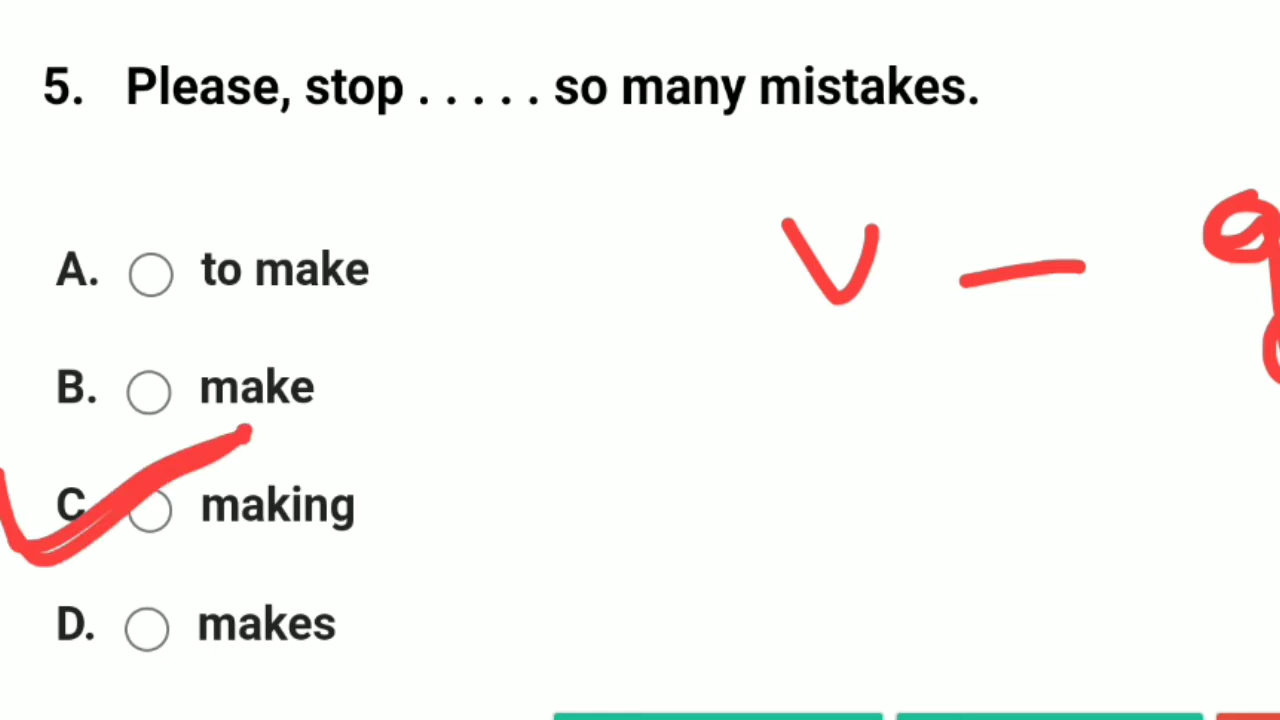 5. Please, stop . . . . . so many mistakes.
A. to make
v - g
B. make
C. making
D. makes